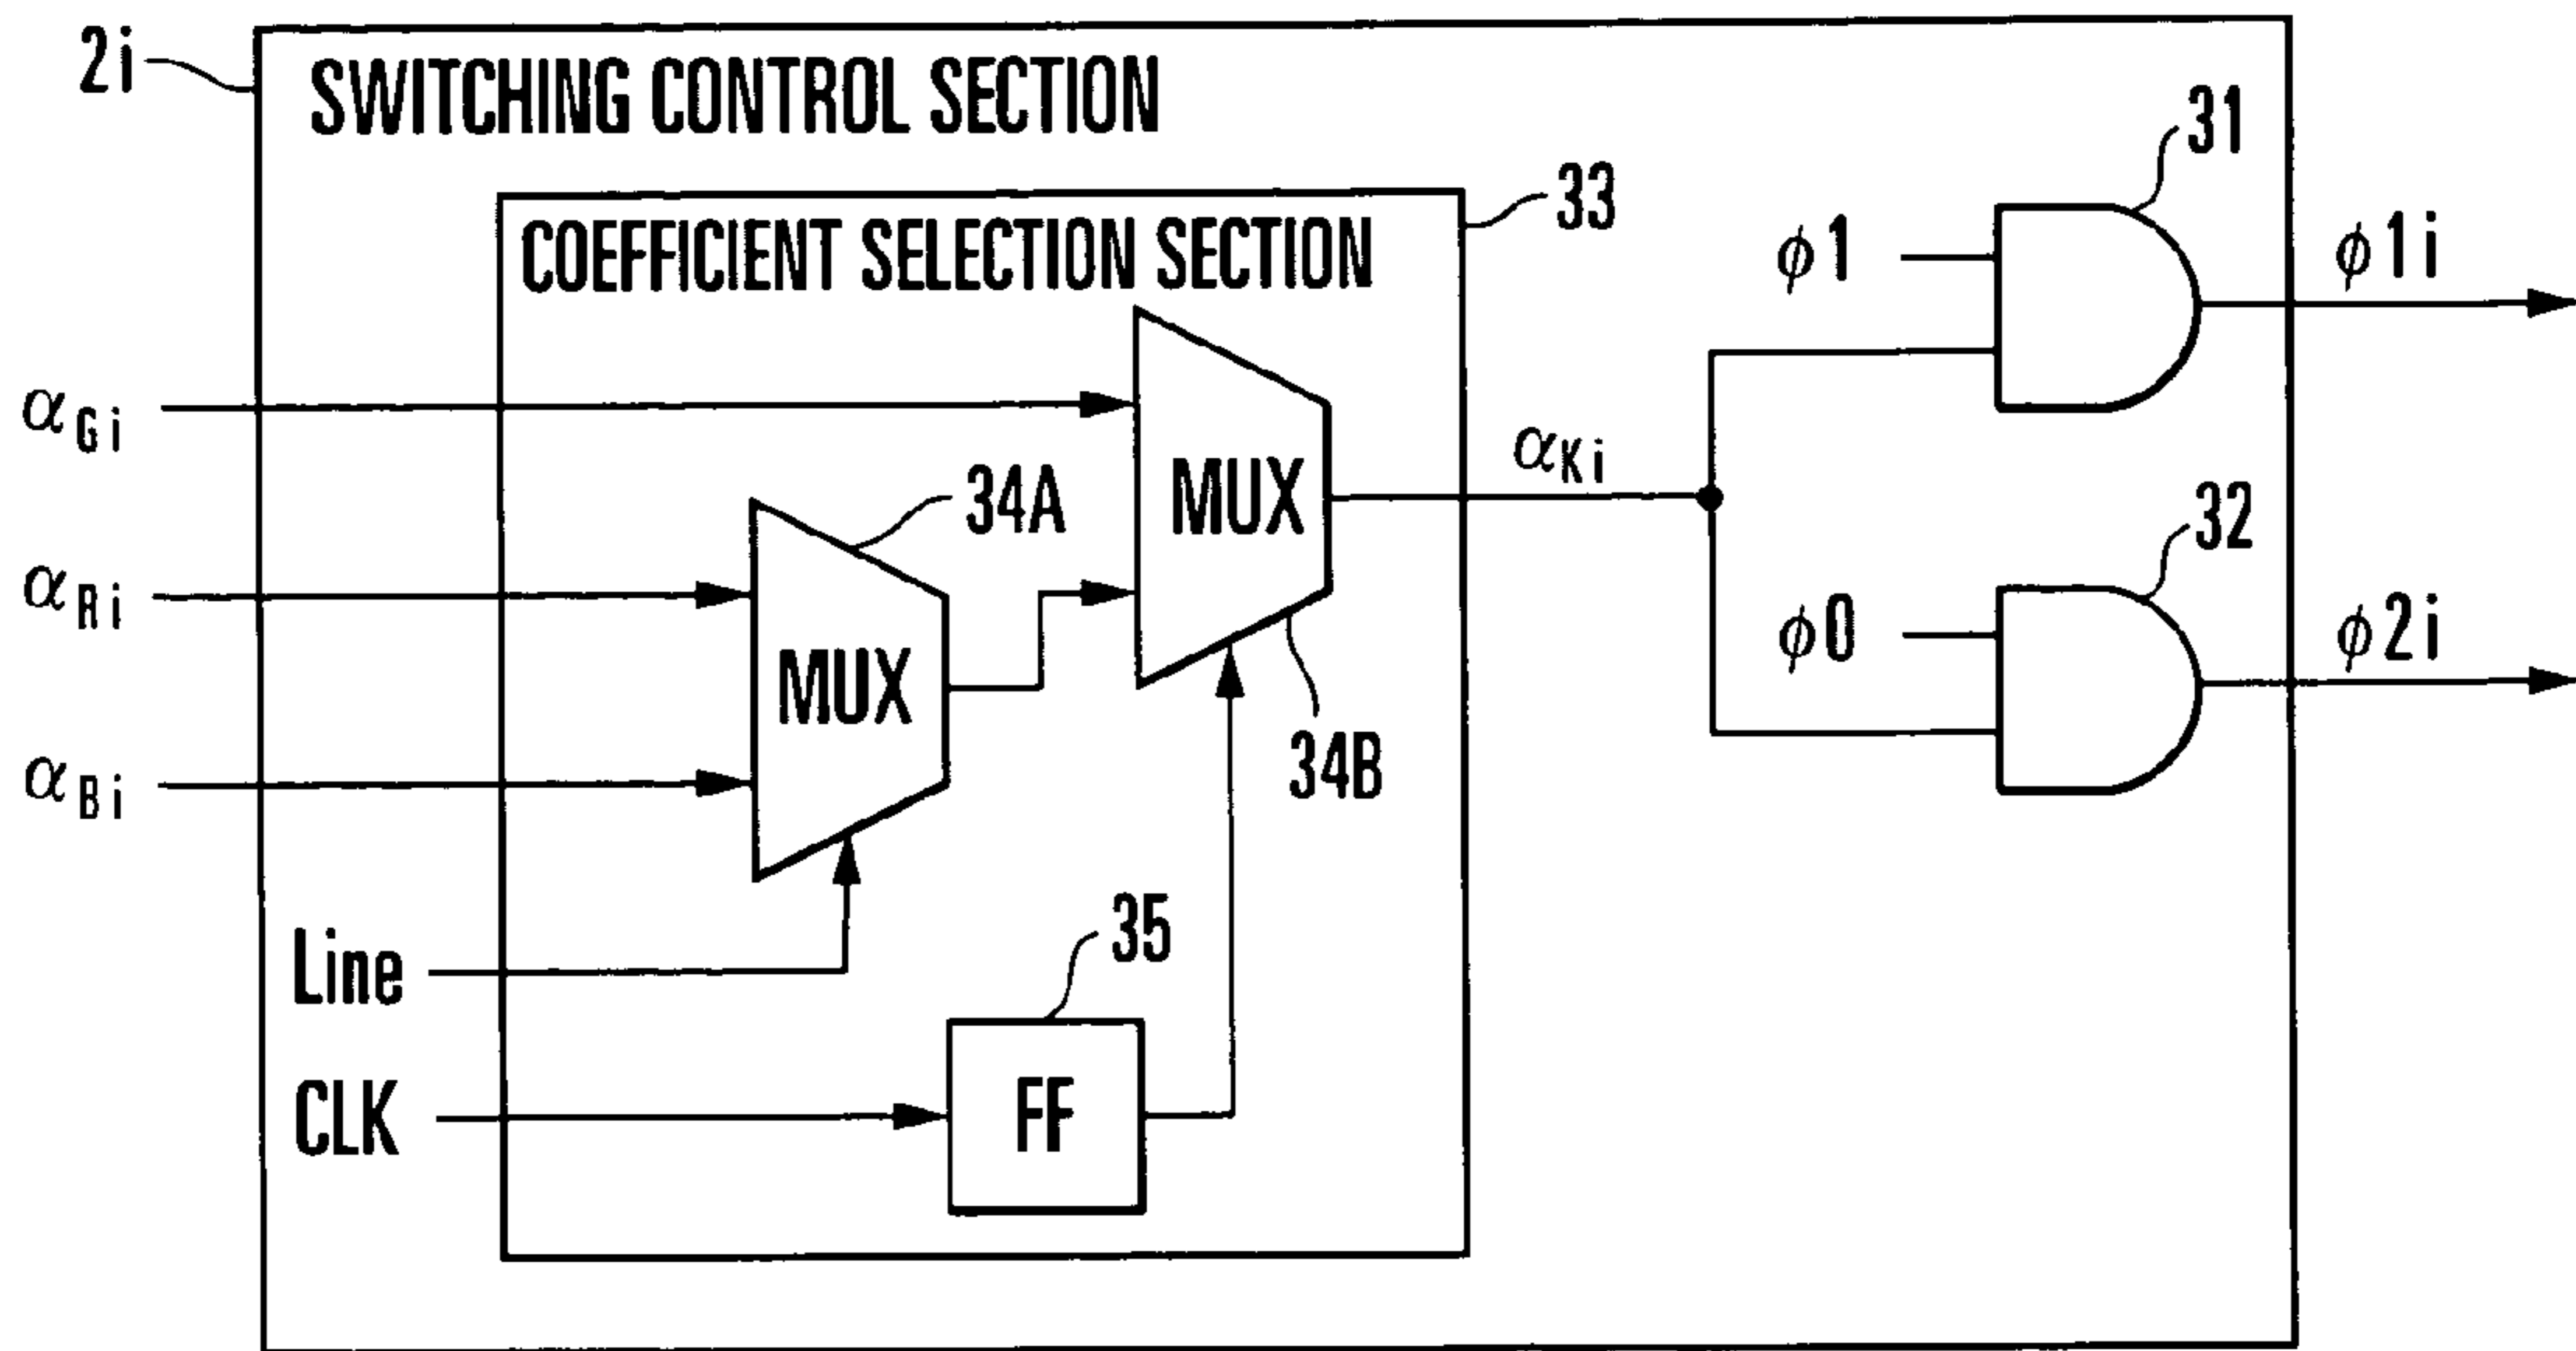 2i
SWITCHING CONTROL SECTION
31
33
COEFFICIENT SELECTION SECTION
ϕ1
ϕ1i
αGi
αKi
34A
MUX
32
αRi
ϕ0
ϕ2i
MUX
αBi
34B
35
Line
CLK
FF